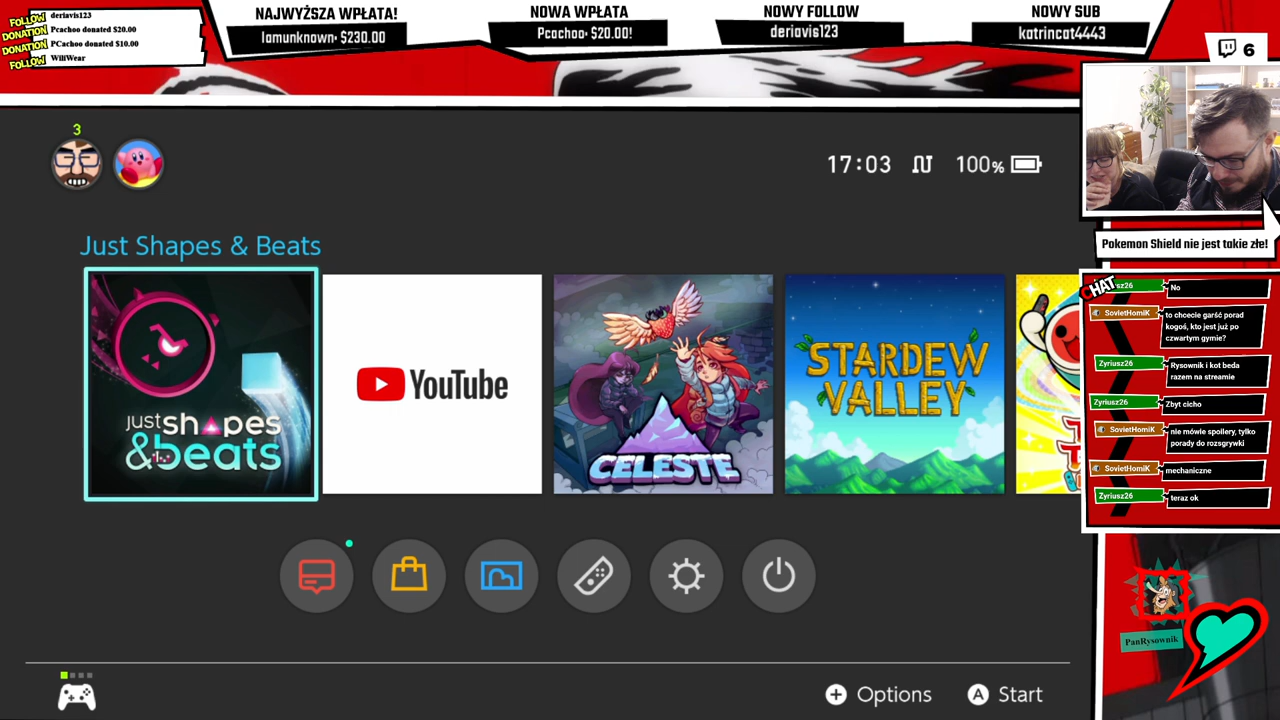 FOLLOW deriavis123
DONATION Pcachoo donated $20.00
DONATION PCachoo donated $10.00
FOLLOW WiliWear
NAJWYŻSZA WPŁATA!
Iamunknown: $230.00
NOWA WPŁATA
Pcachoo: $20.00!
NOWY FOLLOW
deriavis123
NOWY SUB
katrincat4443
6
3
17:03
100%
Just Shapes & Beats
just shapes
&beats
YouTube
CELESTE
STARDEW
VALLEY
Pokemon Shield nie jest takie złe!
CHAT
sz26 No
SovietHomiK to chcecie garść porad
kogoś, kto jest już po
czwartym gymie?
Zyriusz26 Rysownik i kot beda
razem na streamie
Zyriusz26 Zbyt cicho
SovietHomiK nie mówie spoilery, tylko
porady do rozsgrywki
SovietHomiK mechaniczne
Zyriusz26 teraz ok
PanRysownik
+ Options
A Start